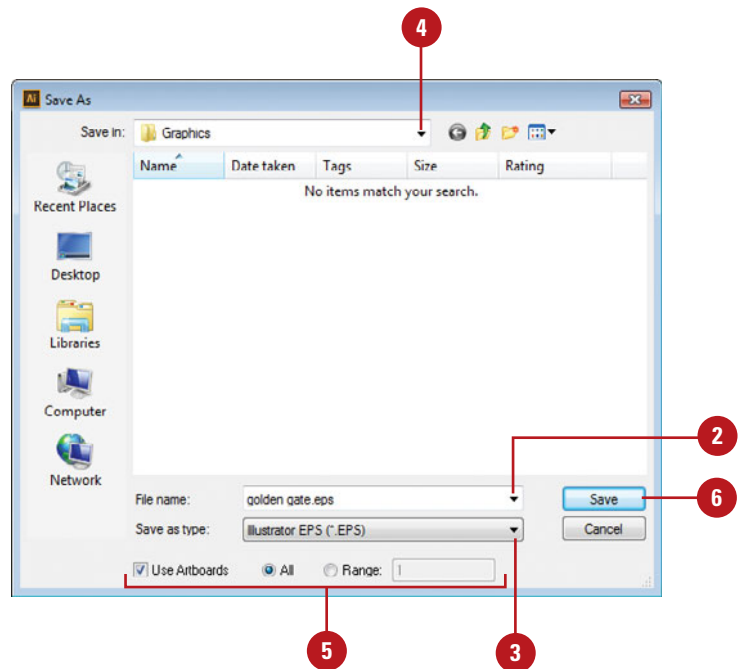 4
Ai Save As
Save in: Graphics
Name Date taken Tags Size Rating
No items match your search.
Recent Places
Desktop
Libraries
Computer
Network
2
File name: golden gate.eps Save 6
Save as type: Illustrator EPS (*.EPS) Cancel
Use Artboards All Range: 1
5 3